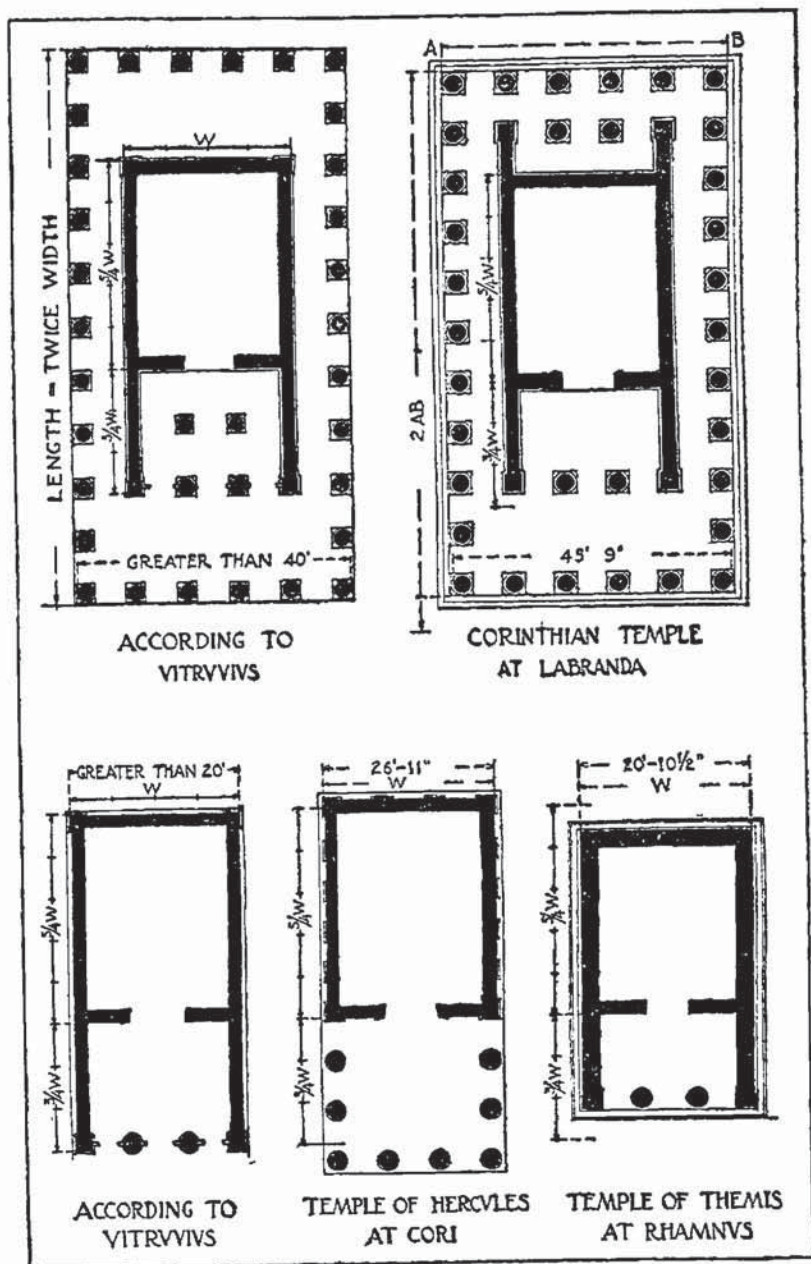 A B
W
LENGTH = TWICE WIDTH
5/4 W
3/4 W
GREATER THAN 40'
ACCORDING TO
VITRVVIVS
5/4 W
3/4 W
2 AB
45' 9"
CORINTHIAN TEMPLE
AT LABRANDA
GREATER THAN 20'
W
5/4 W
3/4 W
ACCORDING TO
VITRVVIVS
26'-11"
W
5/4 W
3/4 W
TEMPLE OF HERCVLES
AT CORI
20'-10½"
W
5/4 W
3/4 W
TEMPLE OF THEMIS
AT RHAMNVS